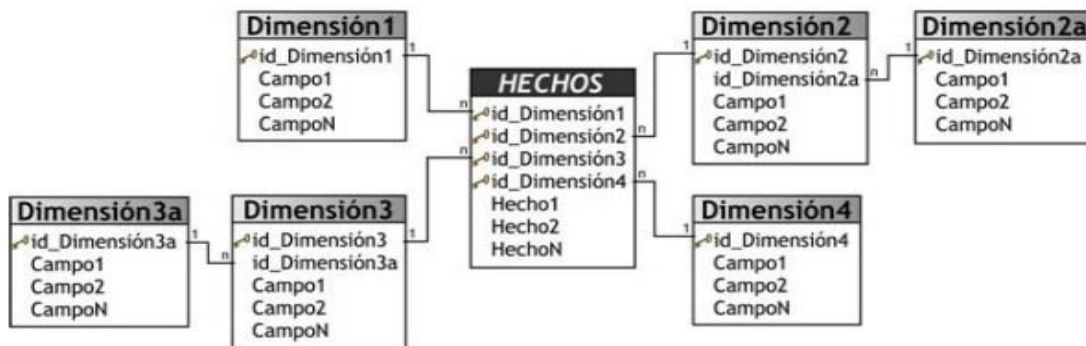 Dimensión1
id_Dimensión1
Campo1
Campo2
CampoN
1
n
HECHOS
id_Dimensión1
id_Dimensión2
id_Dimensión3
id_Dimensión4
Hecho1
Hecho2
HechoN
n
n
n
1
Dimensión2
id_Dimensión2
id_Dimensión2a
Campo1
Campo2
CampoN
n
1
Dimensión2a
id_Dimensión2a
Campo1
Campo2
CampoN
Dimensión3a
id_Dimensión3a
Campo1
Campo2
CampoN
1
n
Dimensión3
id_Dimensión3
id_Dimensión3a
Campo1
Campo2
CampoN
1
1
Dimensión4
id_Dimensión4
Campo1
Campo2
CampoN